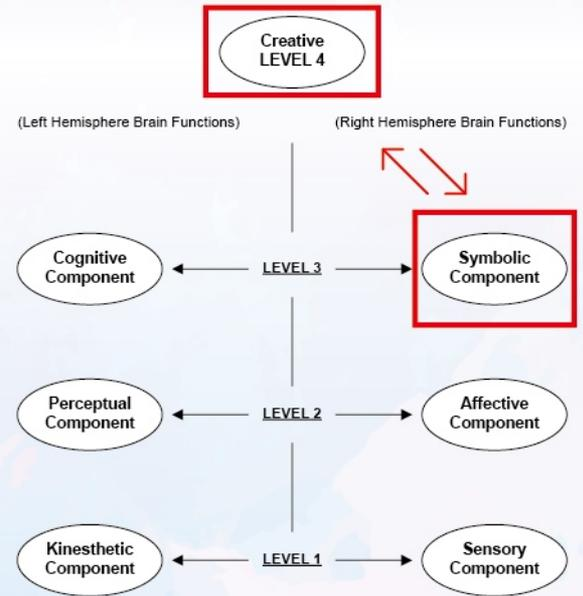 Creative
LEVEL 4
(Left Hemisphere Brain Functions)
(Right Hemisphere Brain Functions)
Cognitive
Component
LEVEL 3
Symbolic
Component
Perceptual
Component
LEVEL 2
Affective
Component
Kinesthetic
Component
LEVEL 1
Sensory
Component